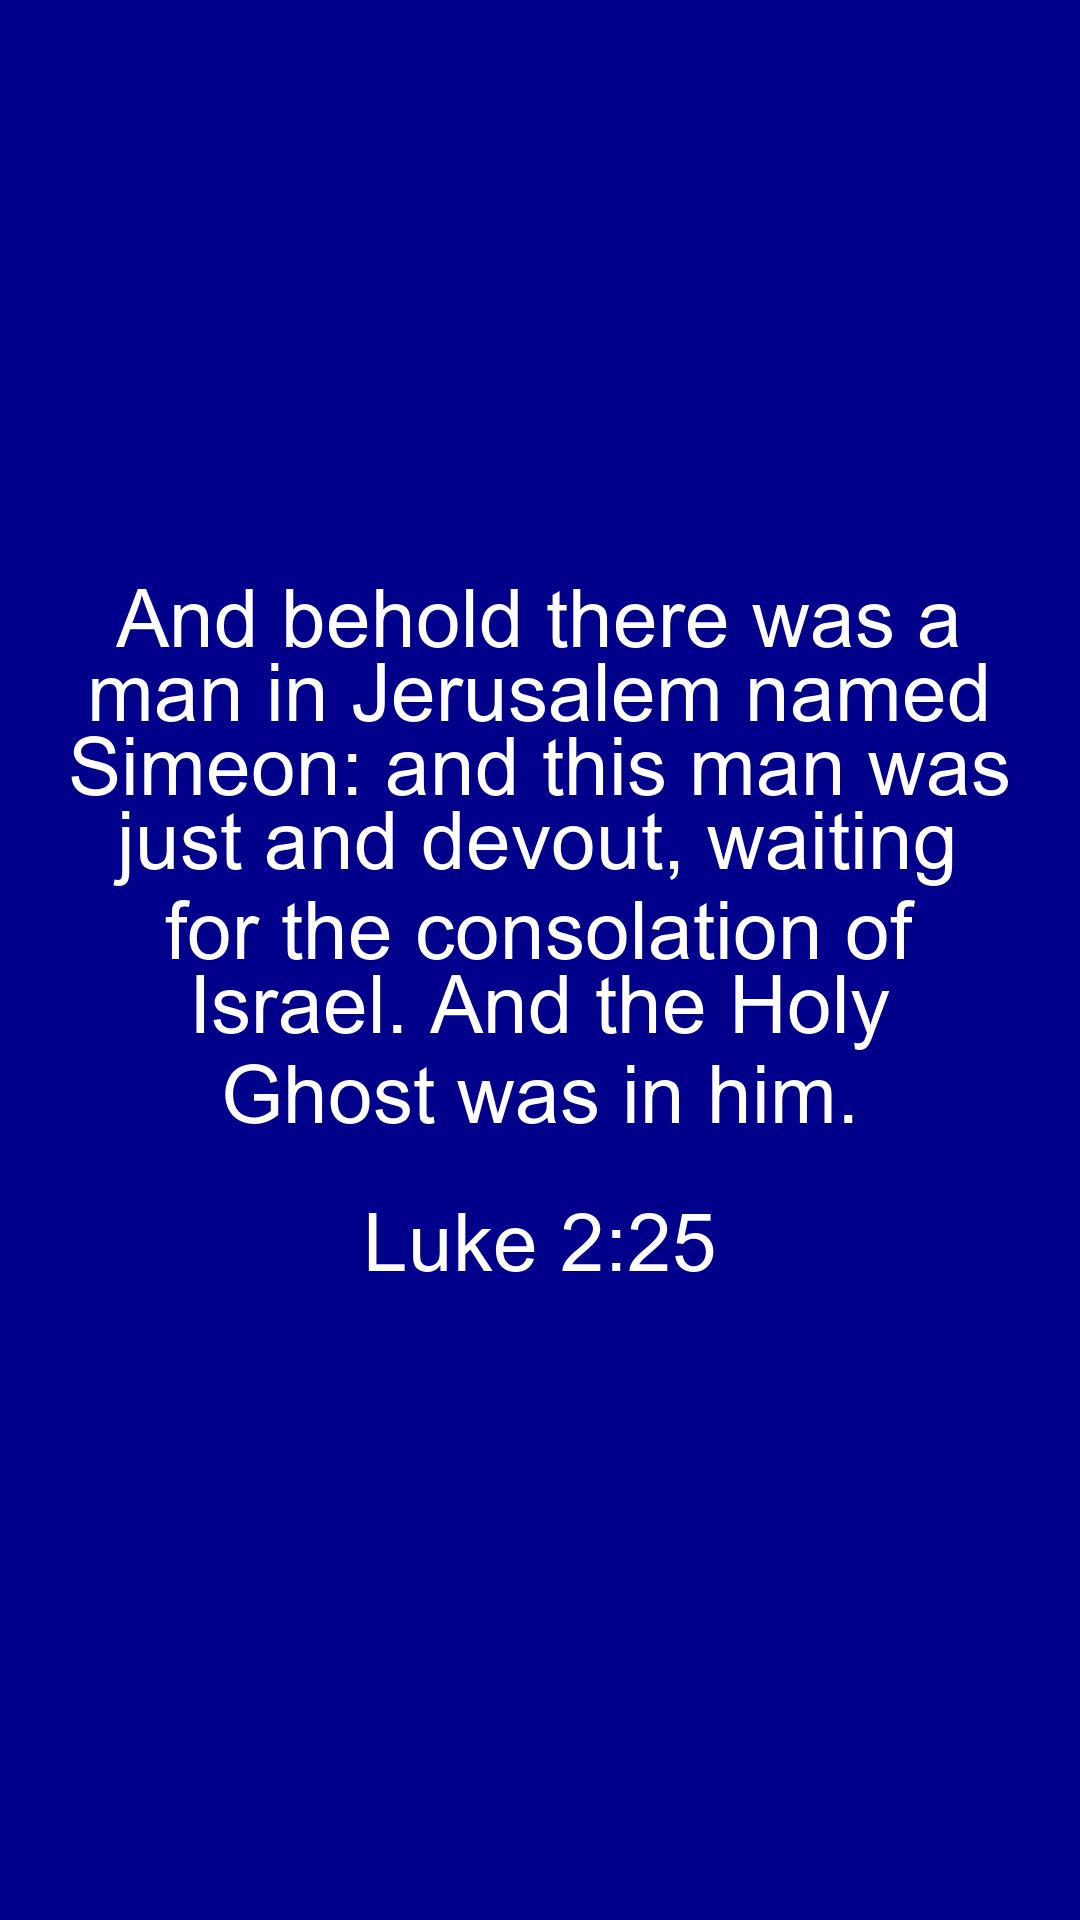 And behold there was a
man in Jerusalem named
Simeon: and this man was
just and devout, waiting
for the consolation of
Israel. And the Holy
Ghost was in him.
Luke 2:25